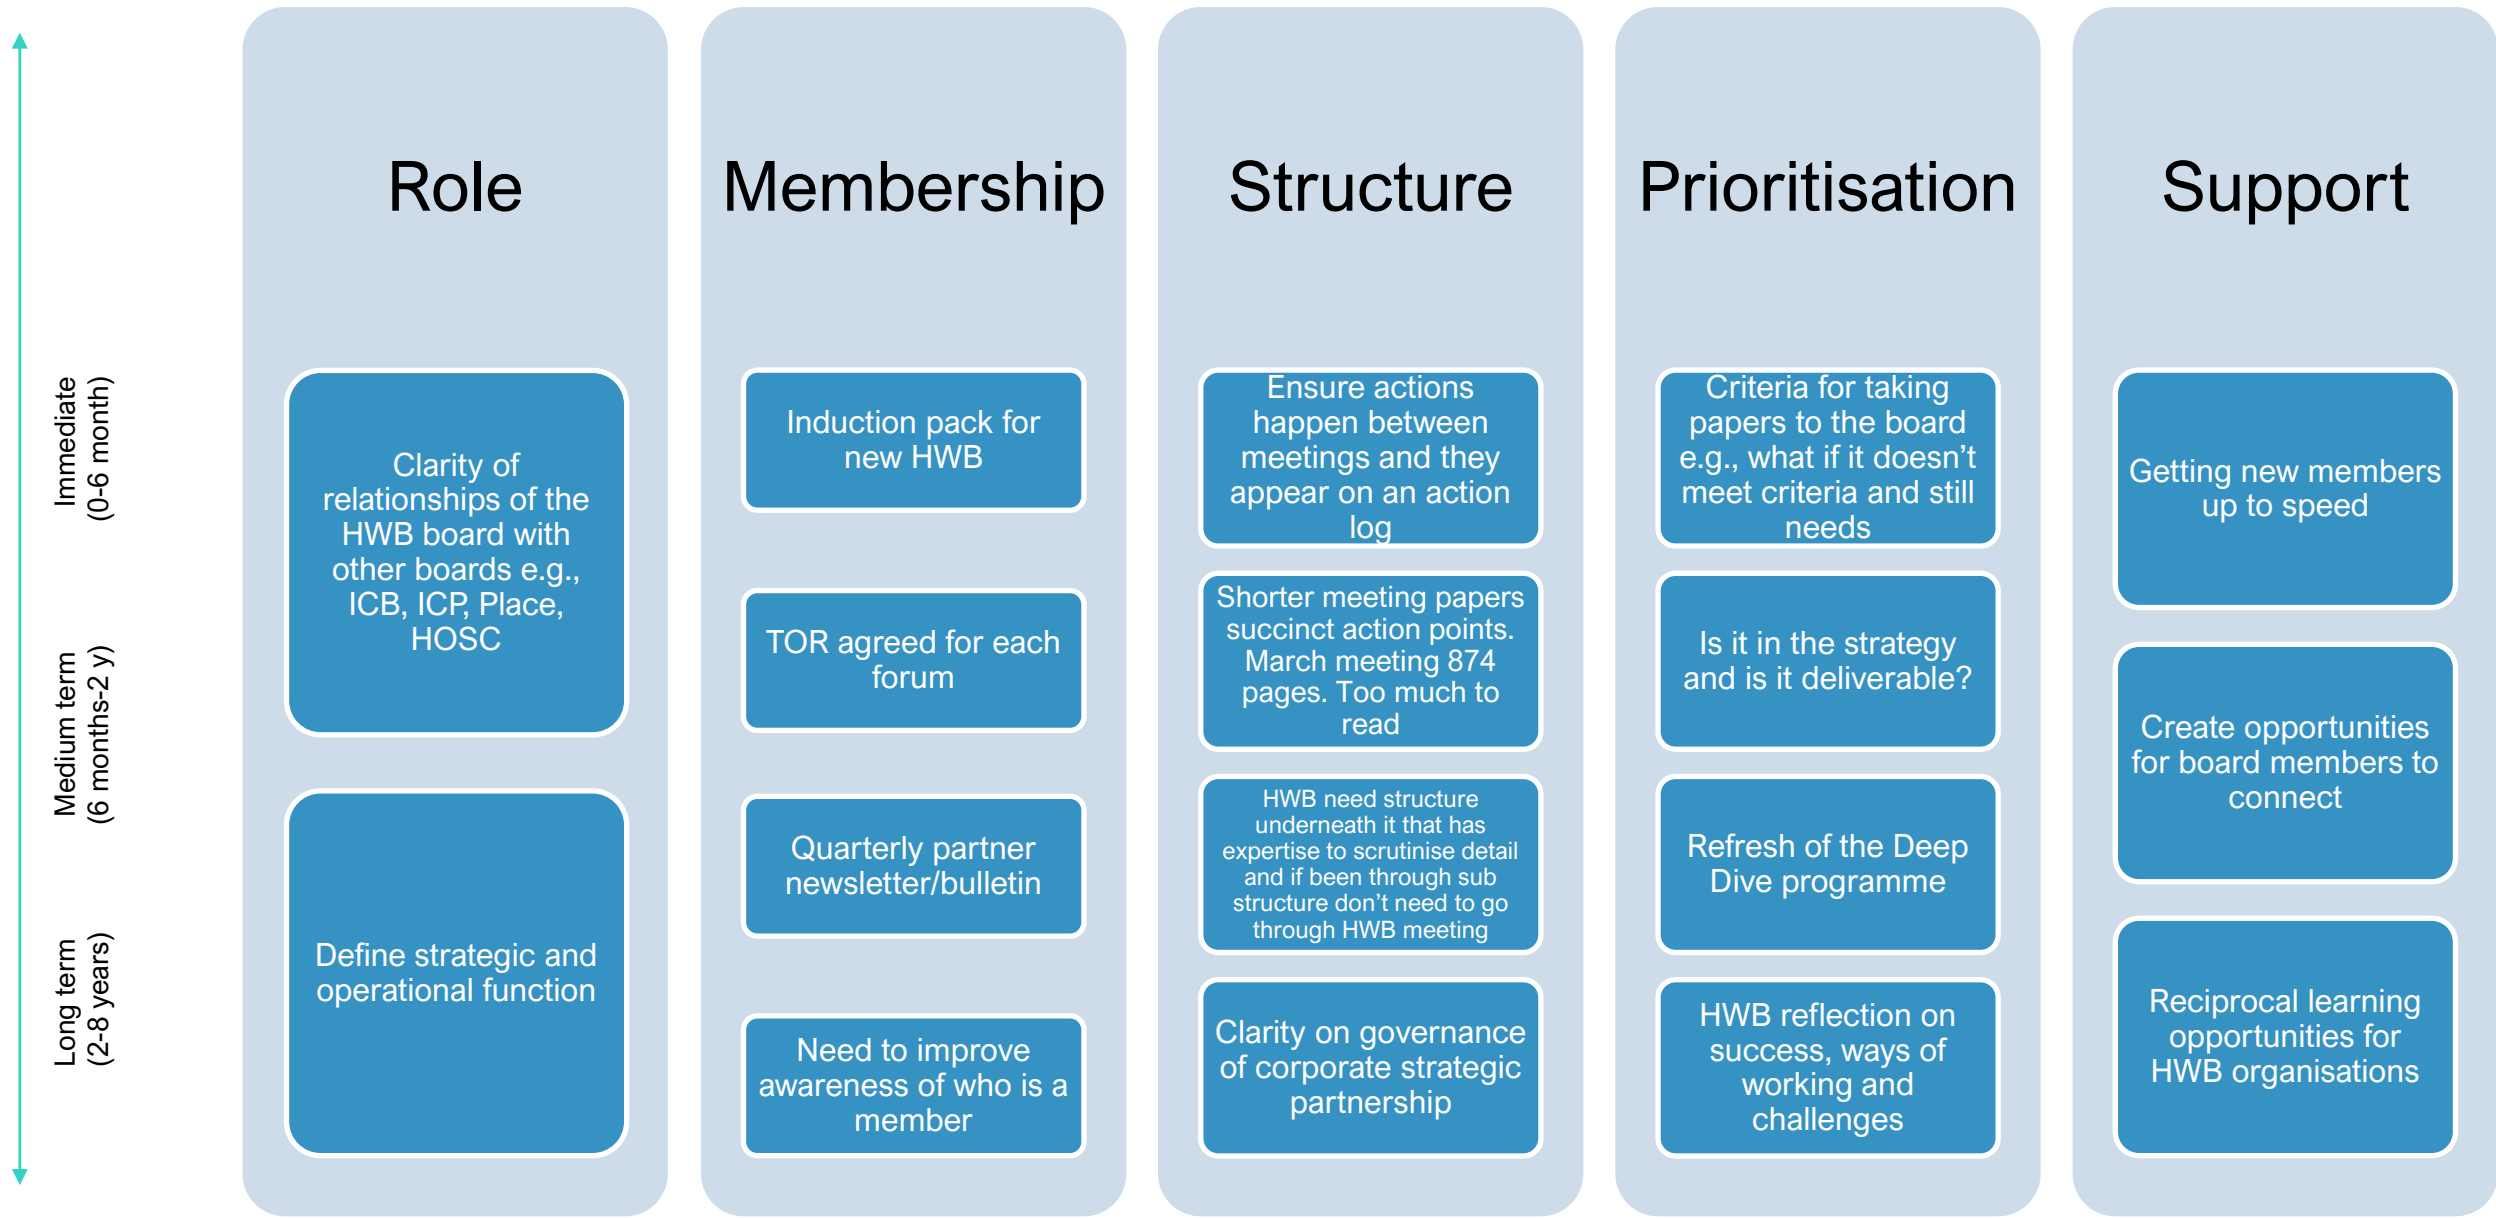 Immediate
(0-6 month)
Medium term
(6 months-2 y)
Long term
(2-8 years)
Role
Clarity of
relationships of the
HWB board with
other boards e.g.,
ICB, ICP, Place,
HOSC
Define strategic and
operational function
Membership
Induction pack for
new HWB
TOR agreed for each
forum
Quarterly partner
newsletter/bulletin
Need to improve
awareness of who is a
member
Structure
Ensure actions
happen between
meetings and they
appear on an action
log
Shorter meeting papers
succinct action points.
March meeting 874
pages. Too much to
read
HWB need structure
underneath it that has
expertise to scrutinise detail
and if been through sub
structure don’t need to go
through HWB meeting
Clarity on governance
of corporate strategic
partnership
Prioritisation
Criteria for taking
papers to the board
e.g., what if it doesn’t
meet criteria and still
needs
Is it in the strategy
and is it deliverable?
Refresh of the Deep
Dive programme
HWB reflection on
success, ways of
working and
challenges
Support
Getting new members
up to speed
Create opportunities
for board members to
connect
Reciprocal learning
opportunities for
HWB organisations